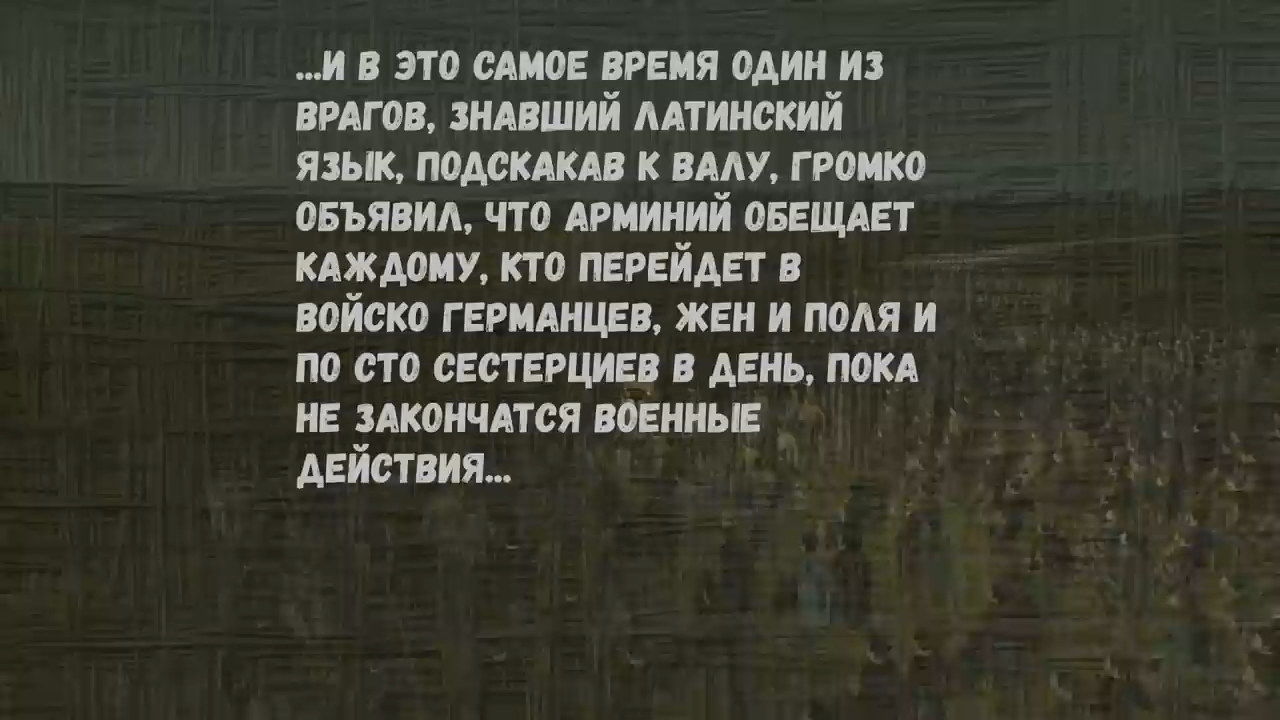 ...И В ЭТО САМОЕ ВРЕМЯ ОДИН ИЗ
ВРАГОВ, ЗНАВШИЙ ЛАТИНСКИЙ
ЯЗЫК, ПОДСКАКАВ К ВАЛУ, ГРОМКО
ОБЪЯВИЛ, ЧТО АРМИНИЙ ОБЕЩАЕТ
КАЖДОМУ, КТО ПЕРЕЙДЕТ В
ВОЙСКО ГЕРМАНЦЕВ, ЖЕН И ПОЛЯ И
ПО СТО СЕСТЕРЦИЕВ В ДЕНЬ, ПОКА
НЕ ЗАКОНЧАТСЯ ВОЕННЫЕ
ДЕЙСТВИЯ...